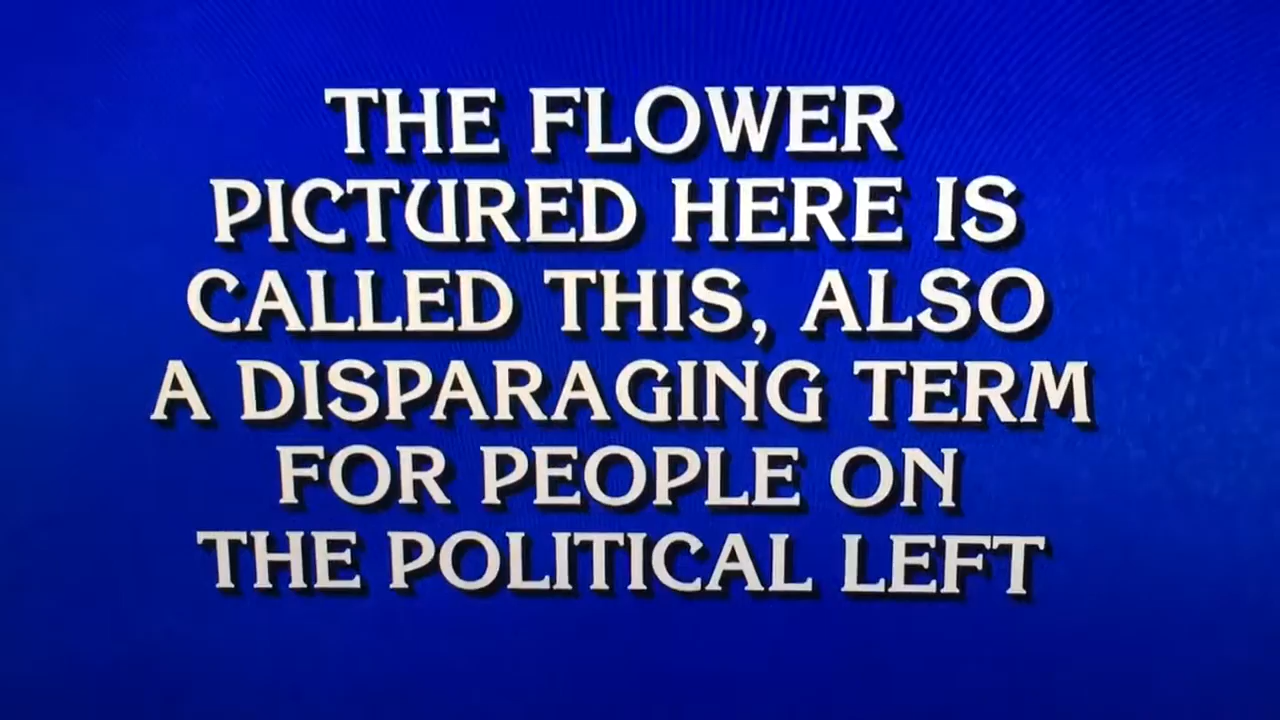 THE FLOWER
PICTURED HERE IS
CALLED THIS, ALSO
A DISPARAGING TERM
FOR PEOPLE ON
THE POLITICAL LEFT